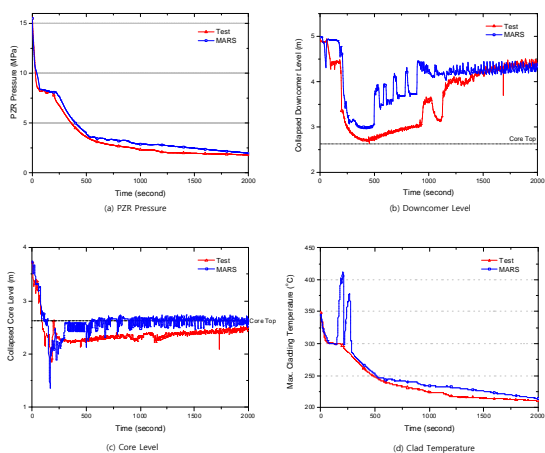 15
10
5
0
0
500
1000
1500
2000
PZR Pressure (MPa)
Time (second)
Test
MARS
(a) PZR Pressure
5
4
3
2
0
500
1000
1500
2000
Collapsed Downcomer Level (m)
Time (second)
Test
MARS
Core Top
(b) Downcomer Level
4
3
2
1
0
500
1000
1500
2000
Collapsed Core Level (m)
Time (second)
Test
MARS
Core Top
(c) Core Level
450
400
350
300
250
200
0
500
1000
1500
2000
Max. Cladding Temperature (°C)
Time (second)
Test
MARS
(d) Clad Temperature